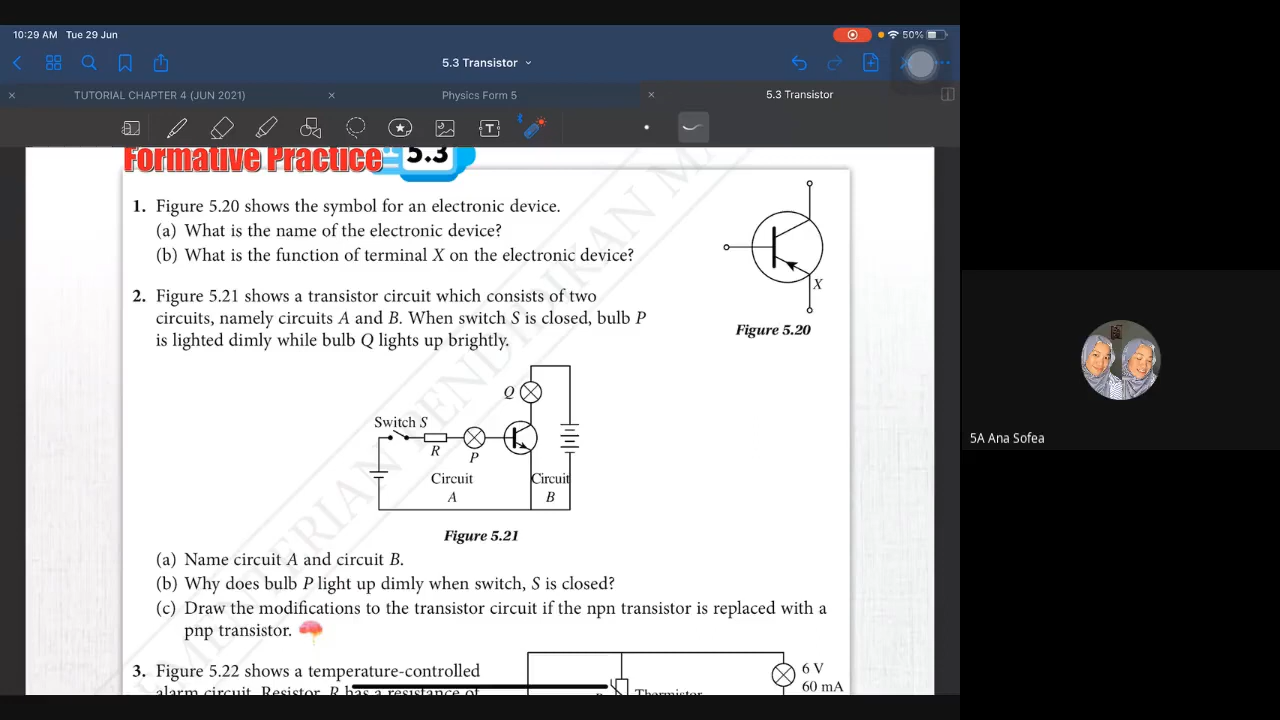 10:29 AM Tue 29 Jun
50%
5.3 Transistor
TUTORIAL CHAPTER 4 (JUN 2021)
Physics Form 5
5.3 Transistor
Formative Practice 5.3
1. Figure 5.20 shows the symbol for an electronic device.
(a) What is the name of the electronic device?
(b) What is the function of terminal X on the electronic device?
X
Figure 5.20
2. Figure 5.21 shows a transistor circuit which consists of two
circuits, namely circuits A and B. When switch S is closed, bulb P
is lighted dimly while bulb Q lights up brightly.
Q
Switch S
R
P
Circuit
A
Circuit
B
Figure 5.21
(a) Name circuit A and circuit B.
(b) Why does bulb P light up dimly when switch, S is closed?
(c) Draw the modifications to the transistor circuit if the npn transistor is replaced with a
pnp transistor.
3. Figure 5.22 shows a temperature-controlled
alarm circuit. Resistor, R has a resistance of
Thermistor
6 V
60 mA
5A Ana Sofea